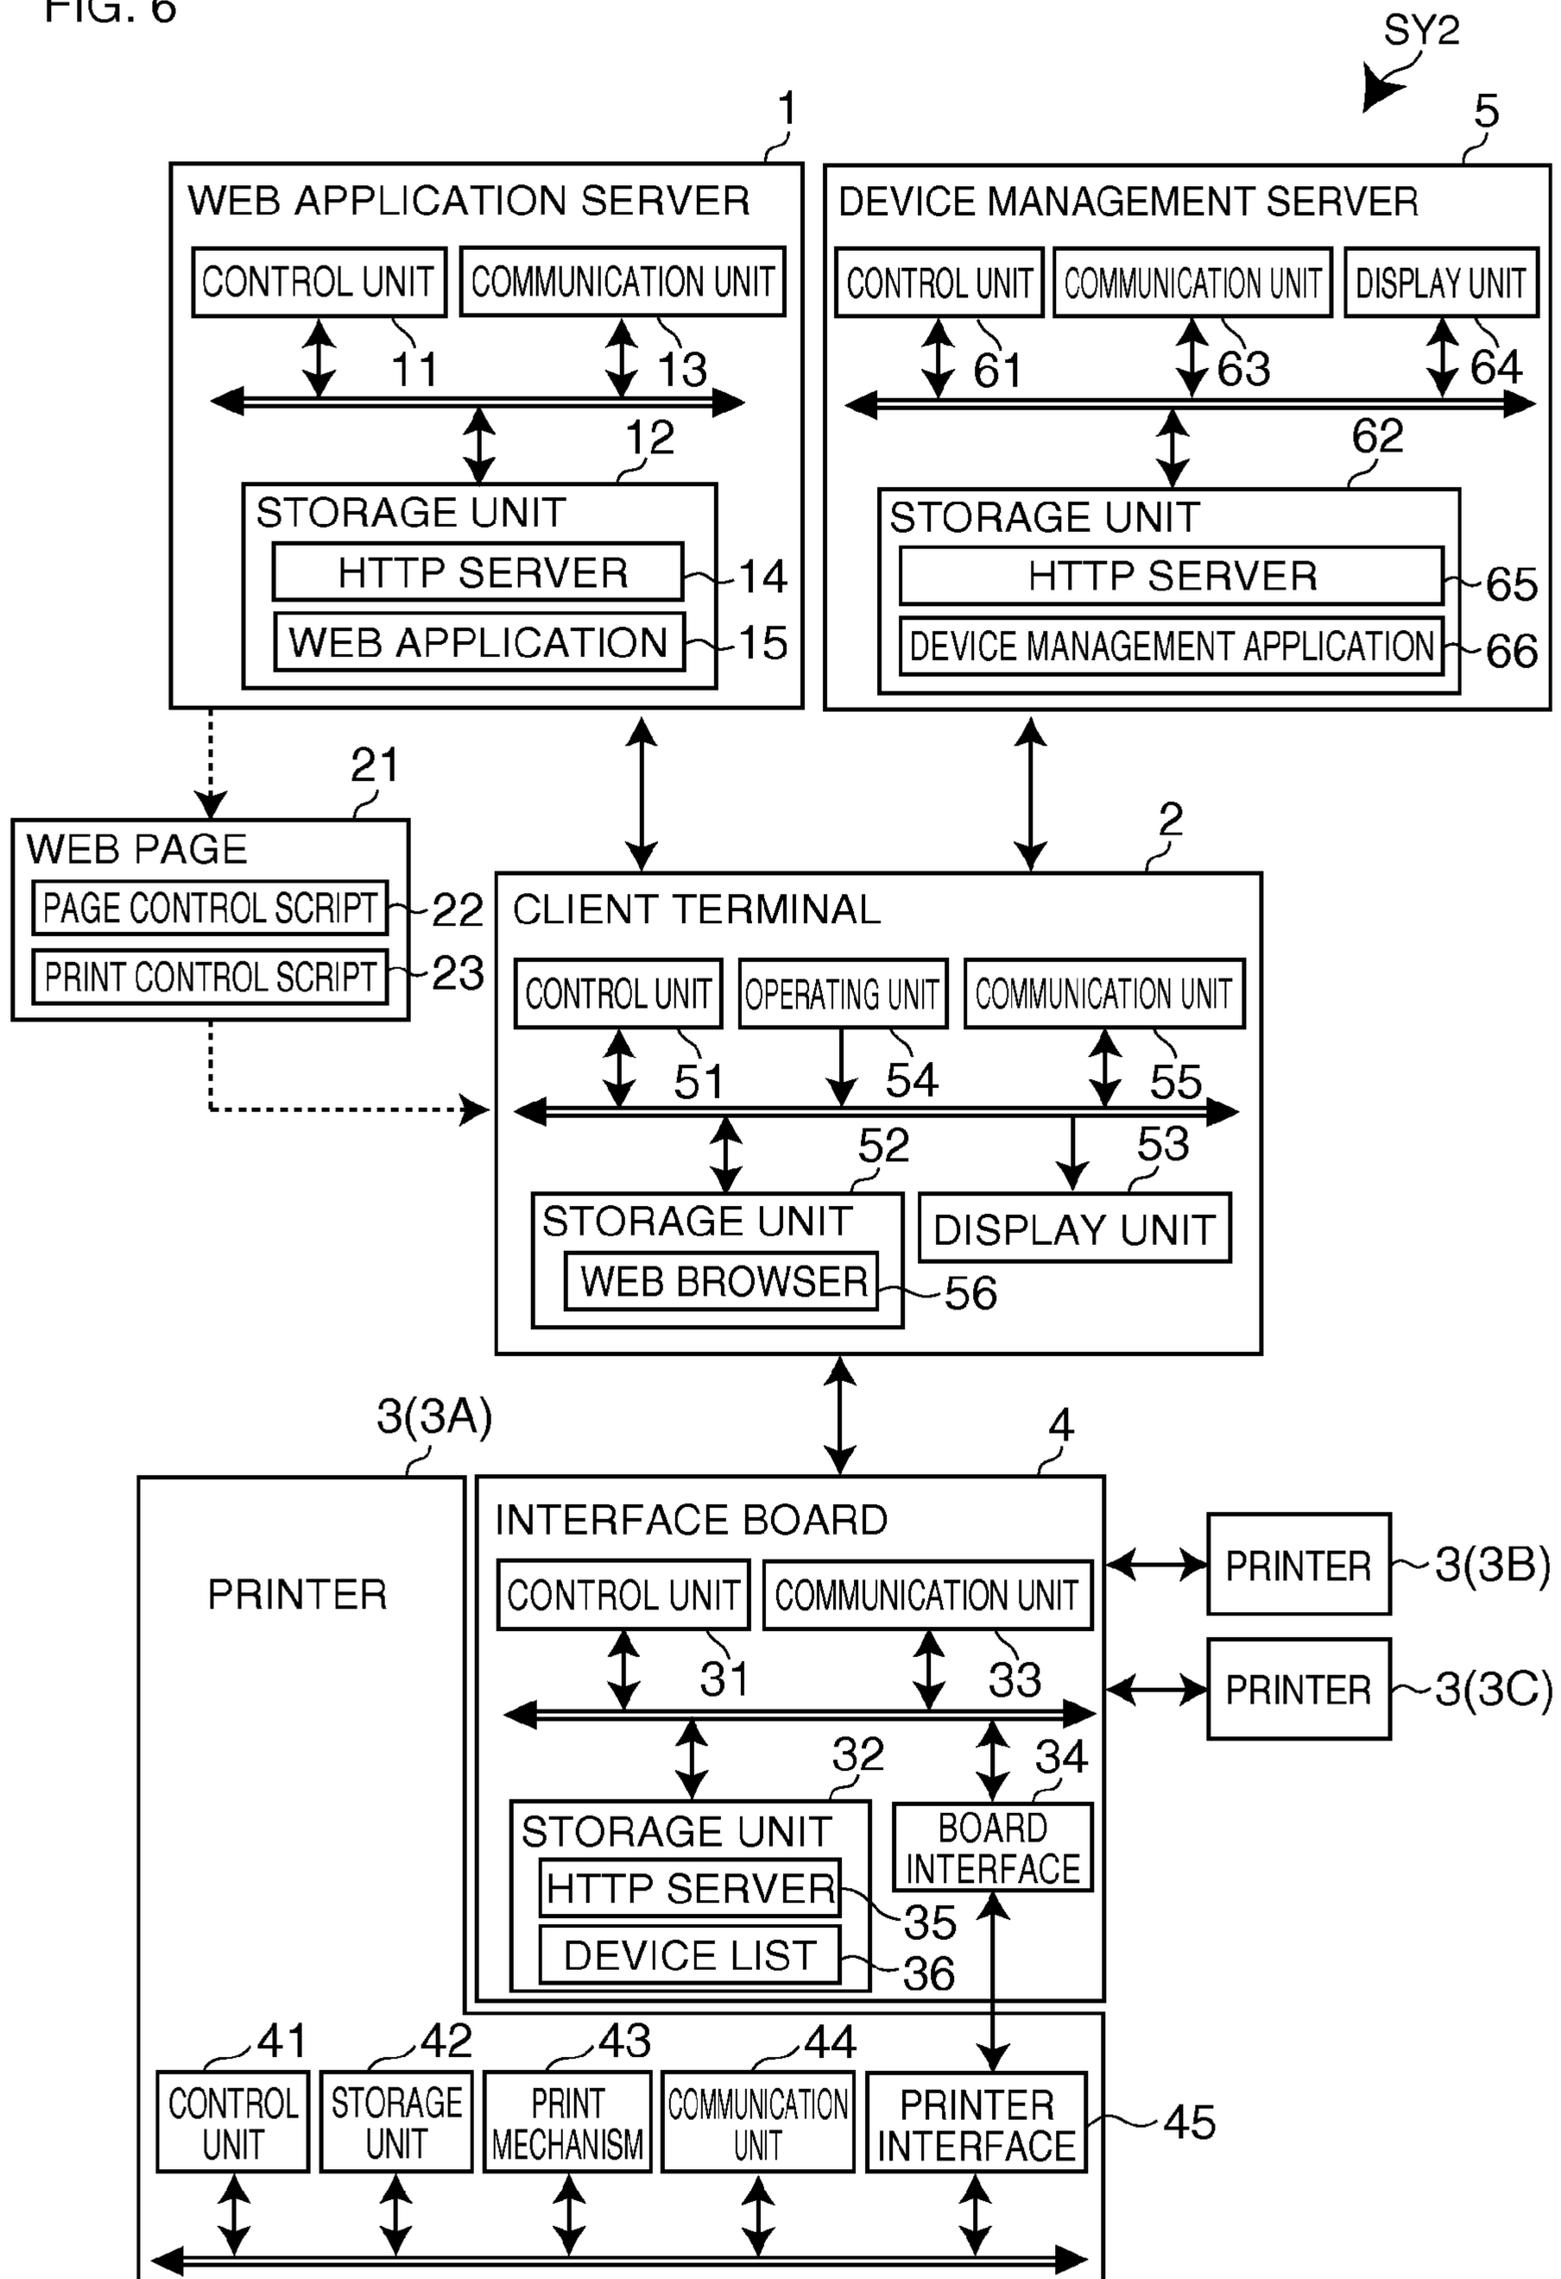 FIG. 6
SY2
1
WEB APPLICATION SERVER
CONTROL UNIT
COMMUNICATION UNIT
11
13
12
STORAGE UNIT
HTTP SERVER
14
WEB APPLICATION
15
5
DEVICE MANAGEMENT SERVER
CONTROL UNIT
COMMUNICATION UNIT
DISPLAY UNIT
61
63
64
62
STORAGE UNIT
HTTP SERVER
65
DEVICE MANAGEMENT APPLICATION
66
21
WEB PAGE
PAGE CONTROL SCRIPT
22
PRINT CONTROL SCRIPT
23
2
CLIENT TERMINAL
CONTROL UNIT
OPERATING UNIT
COMMUNICATION UNIT
51
54
55
52
53
STORAGE UNIT
WEB BROWSER
56
DISPLAY UNIT
3(3A)
PRINTER
4
INTERFACE BOARD
CONTROL UNIT
COMMUNICATION UNIT
31
33
32
34
STORAGE UNIT
HTTP SERVER
35
DEVICE LIST
36
BOARD
INTERFACE
PRINTER
3(3B)
PRINTER
3(3C)
41
42
43
44
CONTROL
UNIT
STORAGE
UNIT
PRINT
MECHANISM
COMMUNICATION
UNIT
PRINTER
INTERFACE
45